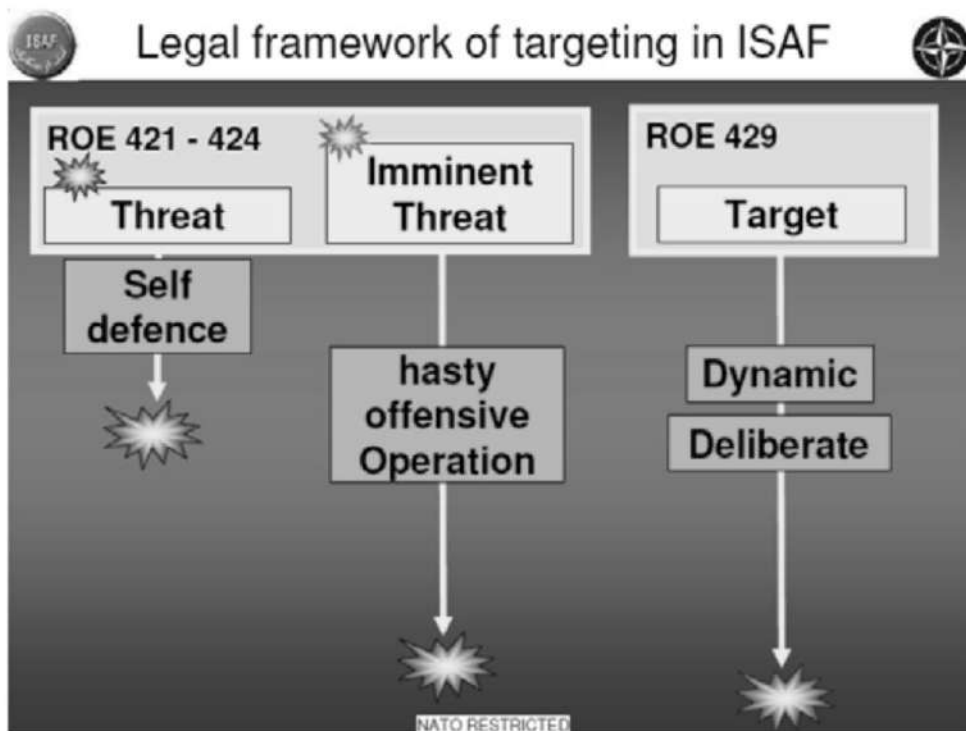 ISAF
Legal framework of targeting in ISAF
ROE 421 - 424
Threat
Imminent
Threat
Self
defence
hasty
offensive
Operation
ROE 429
Target
Dynamic
Deliberate
NATO RESTRICTED